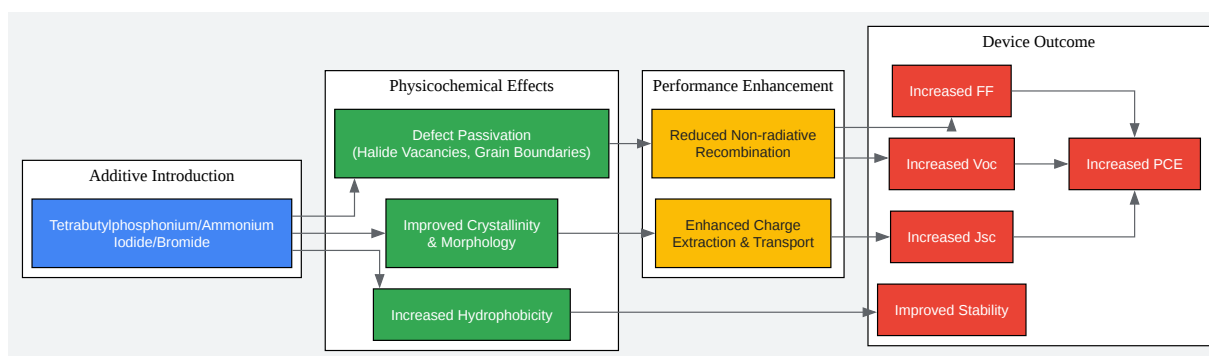 Additive Introduction
Tetrabutylphosphonium/Ammonium
Iodide/Bromide
Physicochemical Effects
Defect Passivation
(Halide Vacancies, Grain Boundaries)
Improved Crystallinity
& Morphology
Increased Hydrophobicity
Performance Enhancement
Reduced Non-radiative
Recombination
Enhanced Charge
Extraction & Transport
Device Outcome
Increased FF
Increased Voc
Increased PCE
Increased Jsc
Improved Stability